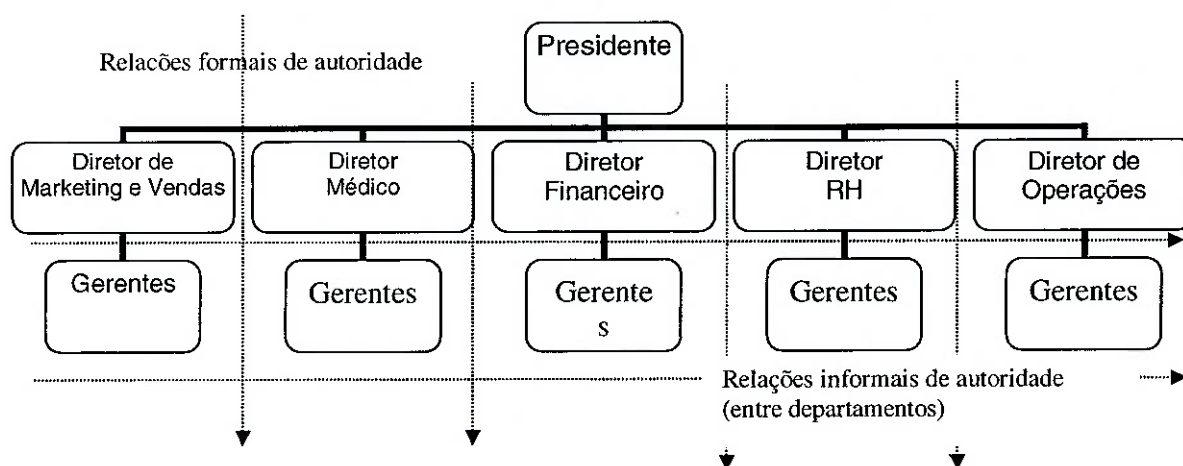 Presidente
Relacões formais de autoridade
Diretor de
Marketing e Vendas
Diretor
Médico
Diretor
Financeiro
Diretor
RH
Diretor de
Operações
Gerentes
Gerentes
Gerente
s
Gerentes
Gerentes
Relações informais de autoridade
(entre departamentos)